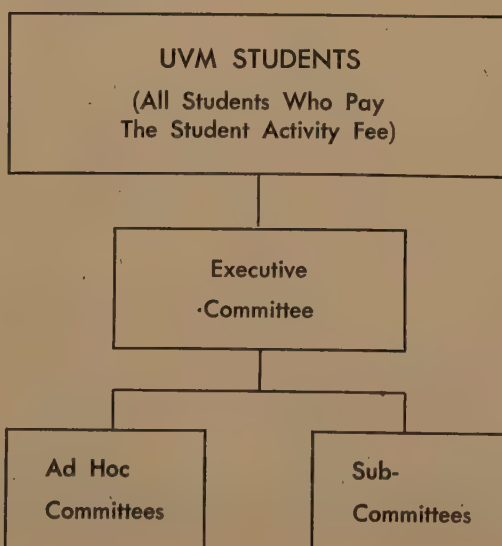 UVM STUDENTS
(All Students Who Pay
The Student Activity Fee)
Executive
Committee
Ad Hoc
Committees
Sub-
Committees